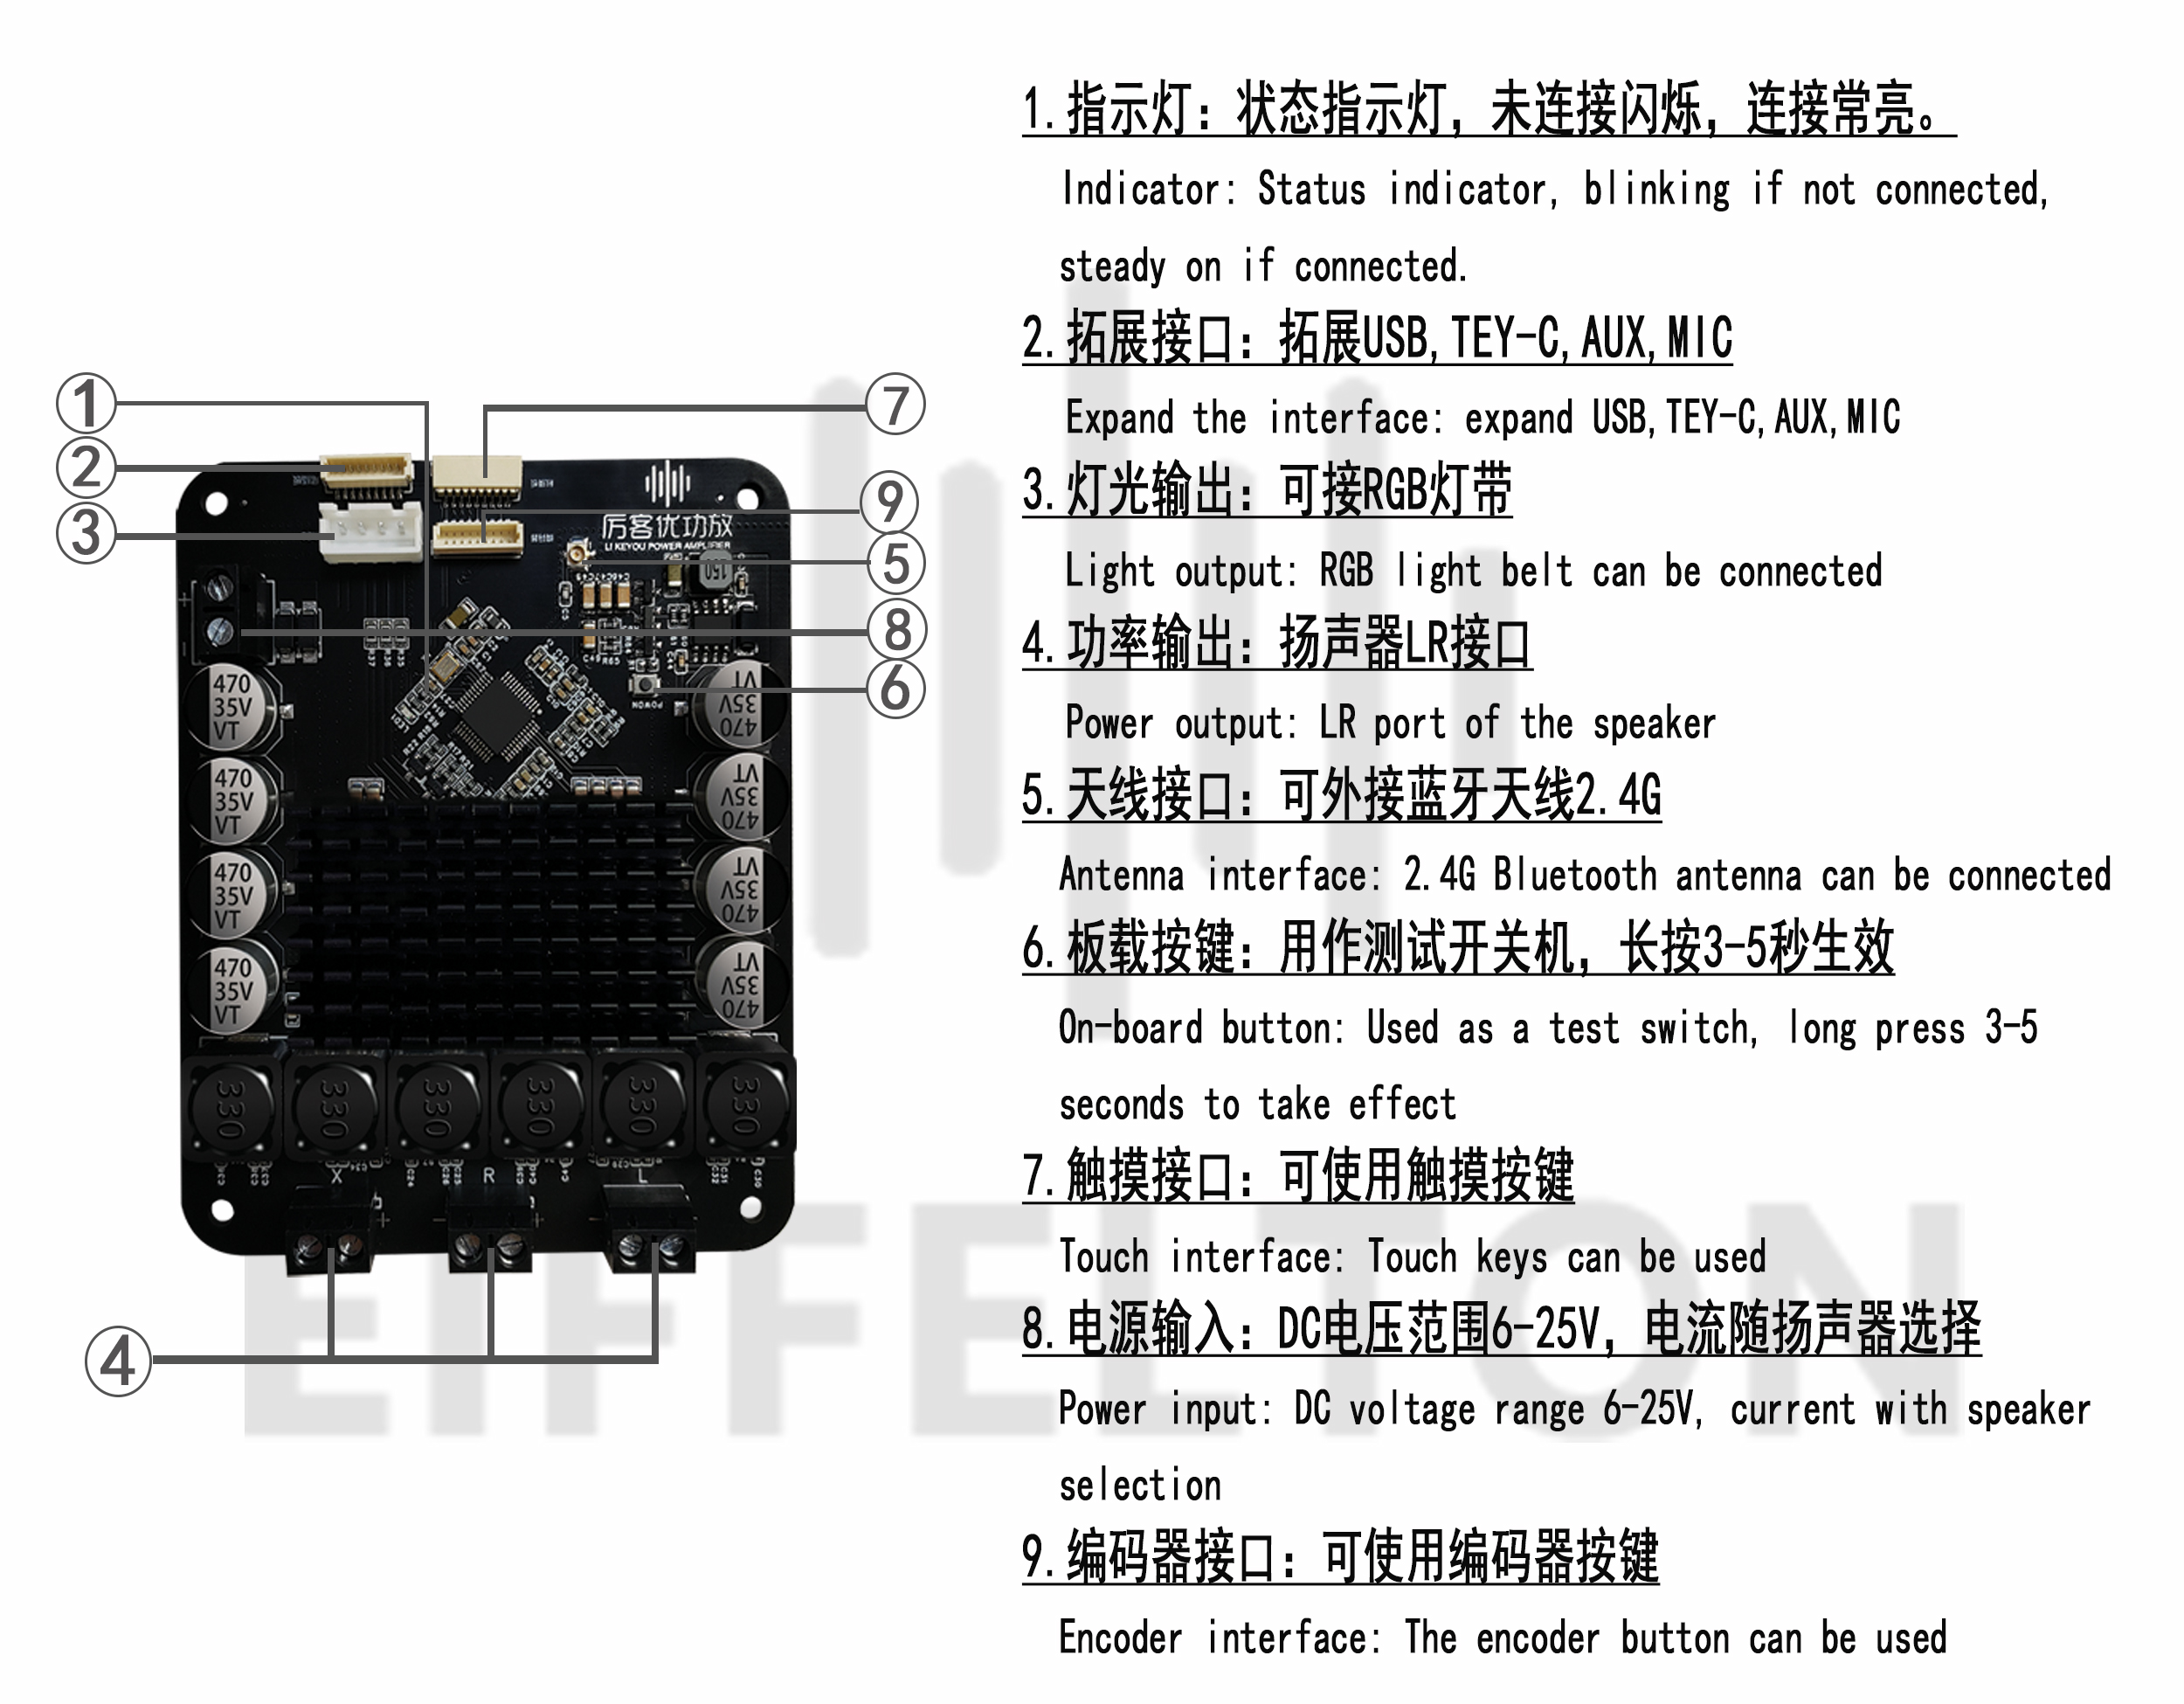 1.指示灯：状态指示灯，未连接闪烁，连接常亮。
Indicator: Status indicator, blinking if not connected,
steady on if connected.
2.拓展接口：拓展USB,TEY-C,AUX,MIC
Expand the interface: expand USB,TEY-C,AUX,MIC
3.灯光输出：可接RGB灯带
Light output: RGB light belt can be connected
4.功率输出：扬声器LR接口
Power output: LR port of the speaker
5.天线接口：可外接蓝牙天线2.4G
Antenna interface: 2.4G Bluetooth antenna can be connected
6.板载按键：用作测试开关机，长按3-5秒生效
On-board button: Used as a test switch, long press 3-5
seconds to take effect
7.触摸接口：可使用触摸按键
Touch interface: Touch keys can be used
8.电源输入：DC电压范围6-25V，电流随扬声器选择
Power input: DC voltage range 6-25V, current with speaker
selection
9.编码器接口：可使用编码器按键
Encoder interface: The encoder button can be used
1
2
3
4
7
9
5
8
6
厉客优功放
LI KEYOU POWER AMPLIFIER
150
POWON
470
35V
VT
470
35V
VT
470
35V
VT
470
35V
VT
470
35V
VT
470
35V
VT
470
35V
VT
470
35V
VT
330
330
330
330
330
330
X
R
L
EIFFELTON